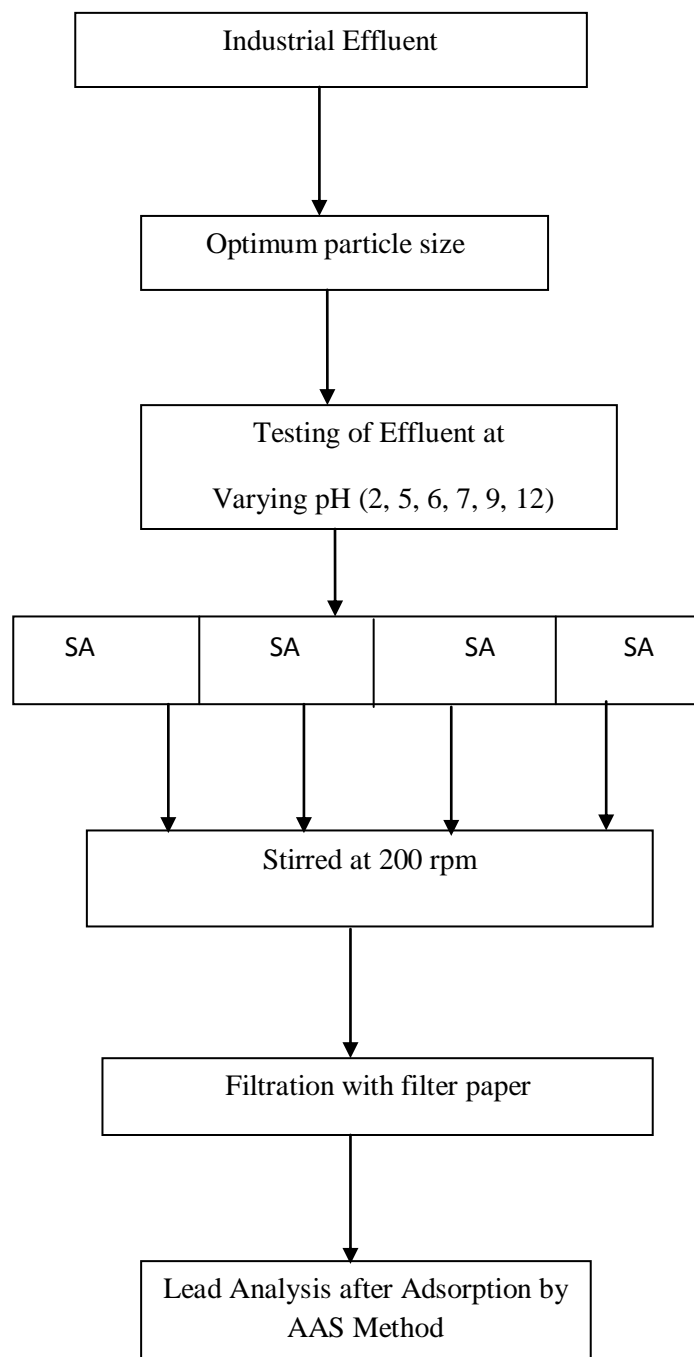 Industrial Effluent
Optimum particle size
Testing of Effluent at
Varying pH (2, 5, 6, 7, 9, 12)
SA SA SA SA
Stirred at 200 rpm
Filtration with filter paper
Lead Analysis after Adsorption by
AAS Method